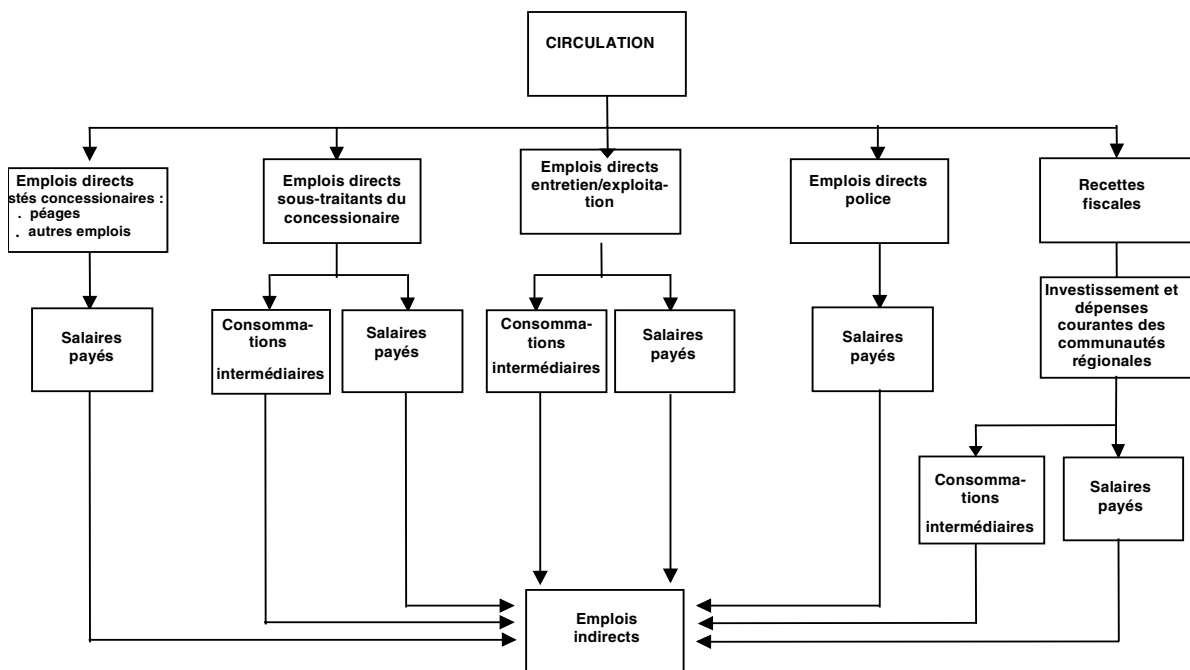 CIRCULATION
Emplois directs
stés concessionaires :
. péages
. autres emplois
Emplois directs
sous-traitants du
concessionaire
Emplois directs
entretien/exploita-
tion
Emplois directs
police
Recettes
fiscales
Salaires
payés
Consomma-
tions
intermédiaires
Salaires
payés
Consomma-
tions
intermédiaires
Salaires
payés
Salaires
payés
Investissement et
dépenses
courantes des
communautés
régionales
Consomma-
tions
intermédiaires
Salaires
payés
Emplois
indirects